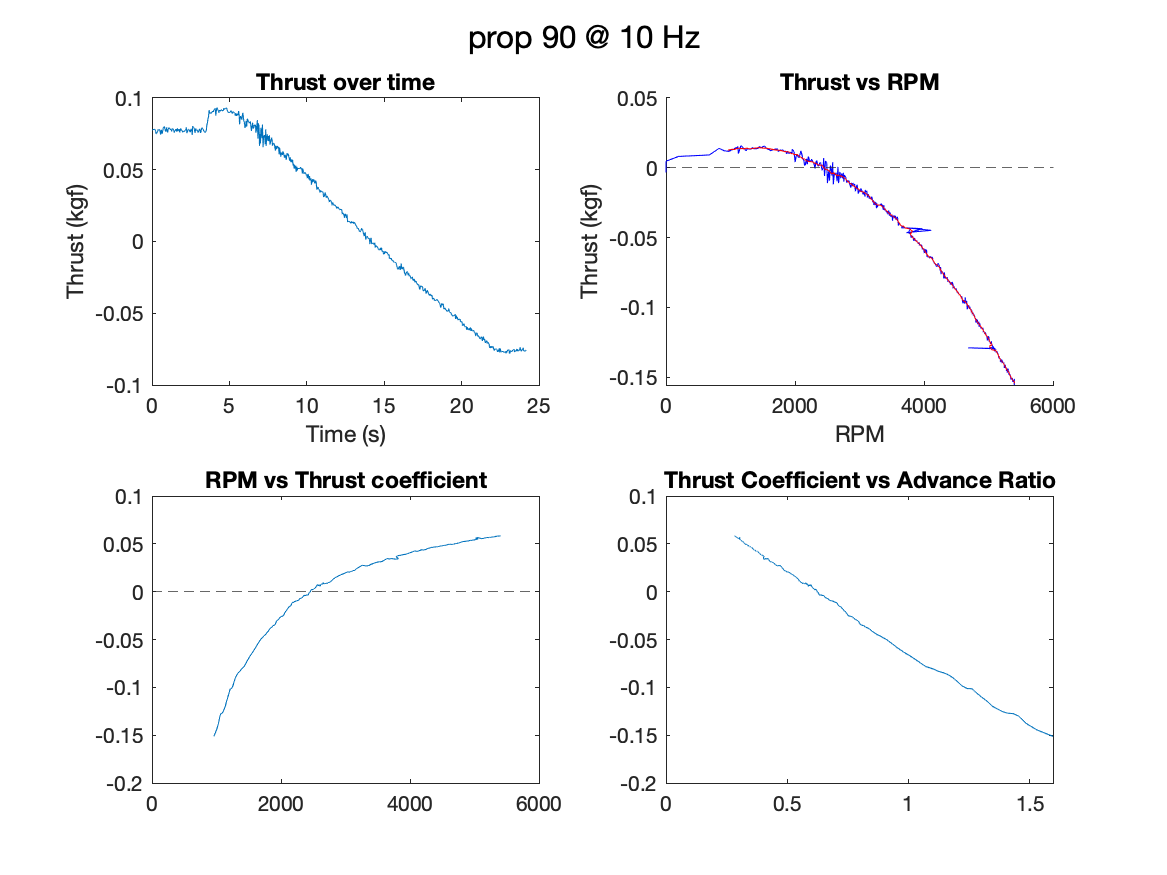 prop 90 @ 10 Hz
Thrust over time
0.1
0.05
0
-0.05
-0.1
Thrust (kgf)
0 5 10 15 20 25
Time (s)
Thrust vs RPM
0.05
0
-0.05
-0.1
-0.15
Thrust (kgf)
0 2000 4000 6000
RPM
RPM vs Thrust coefficient
0.1
0.05
0
-0.05
-0.1
-0.15
-0.2
0 2000 4000 6000
Thrust Coefficient vs Advance Ratio
0.1
0.05
0
-0.05
-0.1
-0.15
-0.2
0 0.5 1 1.5